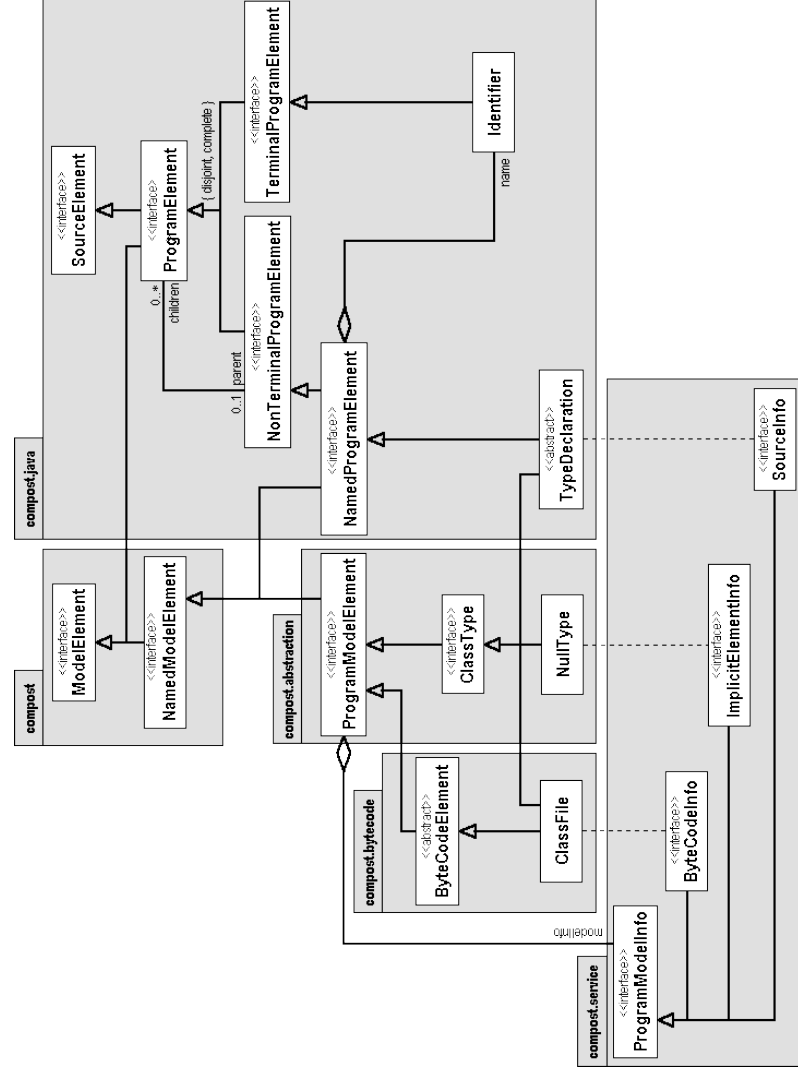 compost
<<interface>>
ModelElement
<<interface>>
NamedModelElement
compost.java
<<interface>>
SourceElement
<<interface>
ProgramElement
0..*
children
{ disjoint, complete }
0..1
parent
<<interface>>
NonTerminalProgramElement
<<interface>>
TerminalProgramElement
<<interface>>
NamedProgramElement
name
Identifier
<<abstract>>
TypeDeclaration
compost.abstraction
<<interface>>
ProgramModelElement
<<interface>>
ClassType
NullType
compost.bytecode
<<abstract>>
ByteCodeElement
ClassFile
modelInfo
compost.service
<<interface>>
ProgramModelInfo
<<interface>>
ByteCodeInfo
<<interface>>
ImplicitElementInfo
<<interface>>
SourceInfo